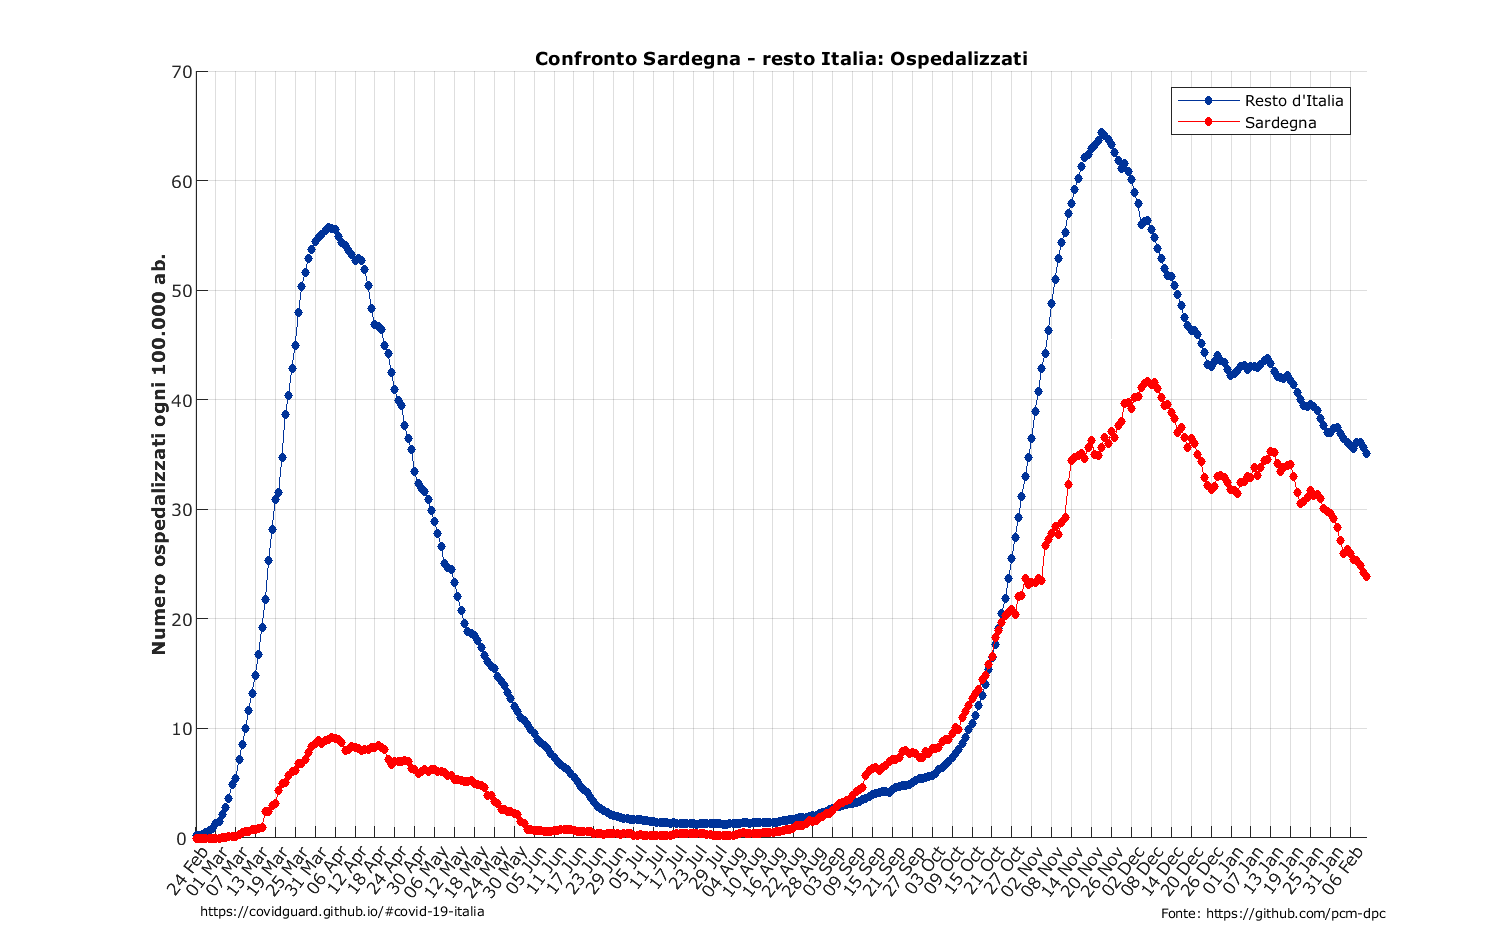 Confronto Sardegna - resto Italia: Ospedalizzati
Resto d'Italia
Sardegna
Numero ospedalizzati ogni 100.000 ab.
70
60
50
40
30
20
10
0
24 Feb
01 Mar
07 Mar
13 Mar
19 Mar
25 Mar
31 Mar
06 Apr
12 Apr
18 Apr
24 Apr
30 Apr
06 May
12 May
18 May
24 May
30 May
05 Jun
11 Jun
17 Jun
23 Jun
29 Jun
05 Jul
11 Jul
17 Jul
23 Jul
29 Jul
04 Aug
10 Aug
16 Aug
22 Aug
28 Aug
03 Sep
09 Sep
15 Sep
21 Sep
27 Sep
03 Oct
09 Oct
15 Oct
21 Oct
27 Oct
02 Nov
08 Nov
14 Nov
20 Nov
26 Nov
02 Dec
08 Dec
14 Dec
20 Dec
26 Dec
01 Jan
07 Jan
13 Jan
19 Jan
25 Jan
31 Jan
06 Feb
https://covidguard.github.io/#covid-19-italia
Fonte: https://github.com/pcm-dpc